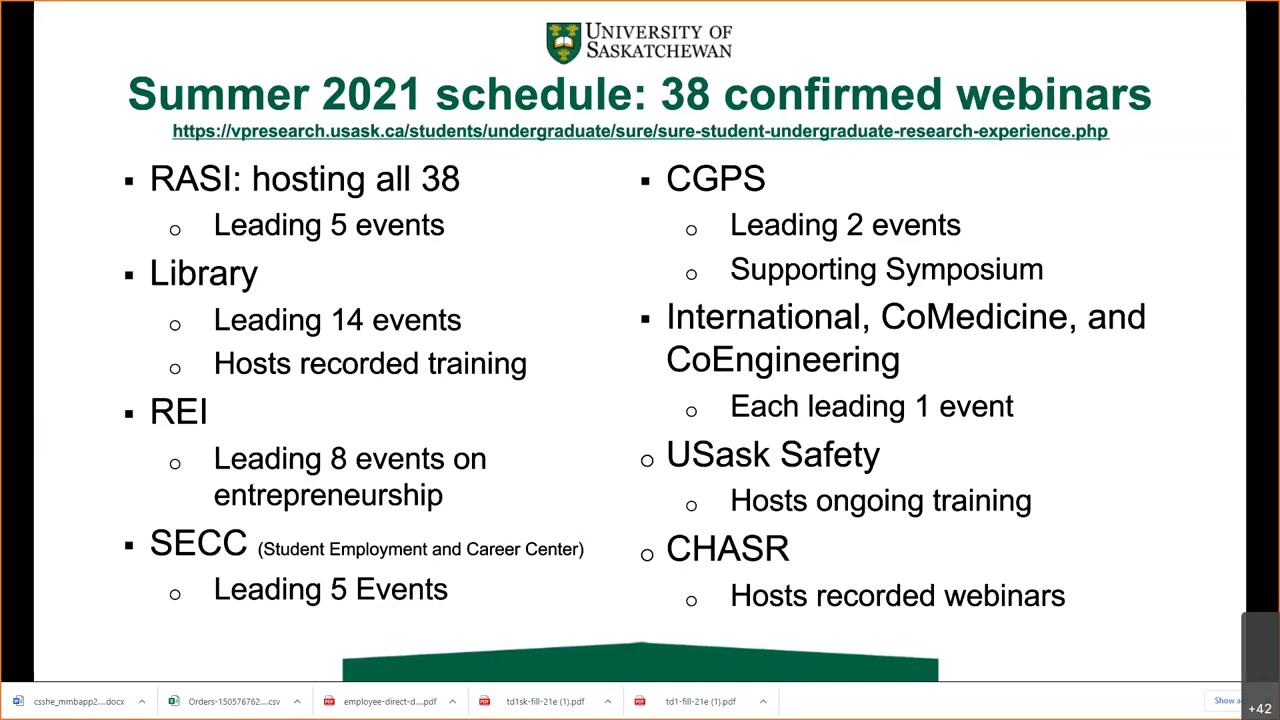 UNIVERSITY OF
SASKATCHEWAN
Summer 2021 schedule: 38 confirmed webinars
https://vpresearch.usask.ca/students/undergraduate/sure/sure-student-undergraduate-research-experience.php
▪ RASI: hosting all 38
o Leading 5 events
▪ Library
o Leading 14 events
o Hosts recorded training
▪ REI
o Leading 8 events on
entrepreneurship
▪ SECC (Student Employment and Career Center)
o Leading 5 Events
▪ CGPS
o Leading 2 events
o Supporting Symposium
▪ International, CoMedicine, and
CoEngineering
o Each leading 1 event
o USask Safety
o Hosts ongoing training
o CHASR
o Hosts recorded webinars
csshe_mmbapp2....docx
Orders-150576762....csv
employee-direct-d....pdf
td1sk-fill-21e (1).pdf
td1-fill-21e (1).pdf
Show a
+42